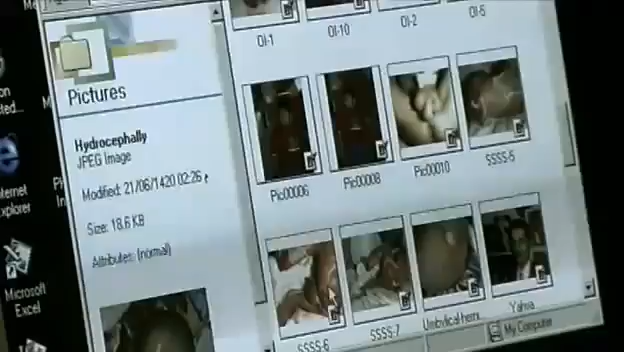 OI-1
OI-10
OI-2
OI-5
Pictures
Hydrocephally
JPEG Image
Modified: 21/06/1420 02:26
Size: 18.6 KB
Attributes: (normal)
Pic00006
Pic00008
Pic00010
SSSS-5
SSSS-6
SSSS-7
Umbylical-herni
Yahya
My Computer
Internet
Explorer
Microsoft
Excel